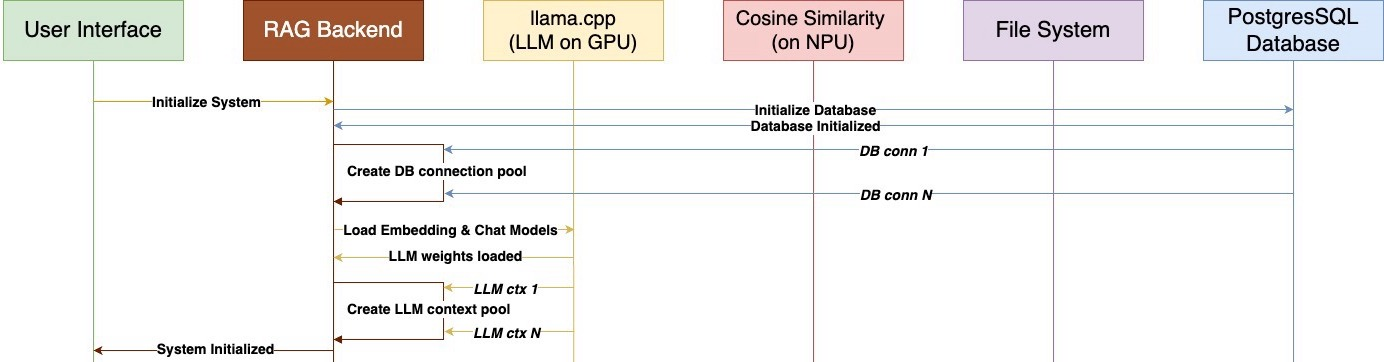 User Interface
RAG Backend
llama.cpp
(LLM on GPU)
Cosine Similarity
(on NPU)
File System
PostgresSQL
Database
Initialize System
Initialize Database
Database Initialized
DB conn 1
Create DB connection pool
DB conn N
Load Embedding & Chat Models
LLM weights loaded
LLM ctx 1
Create LLM context pool
LLM ctx N
System Initialized